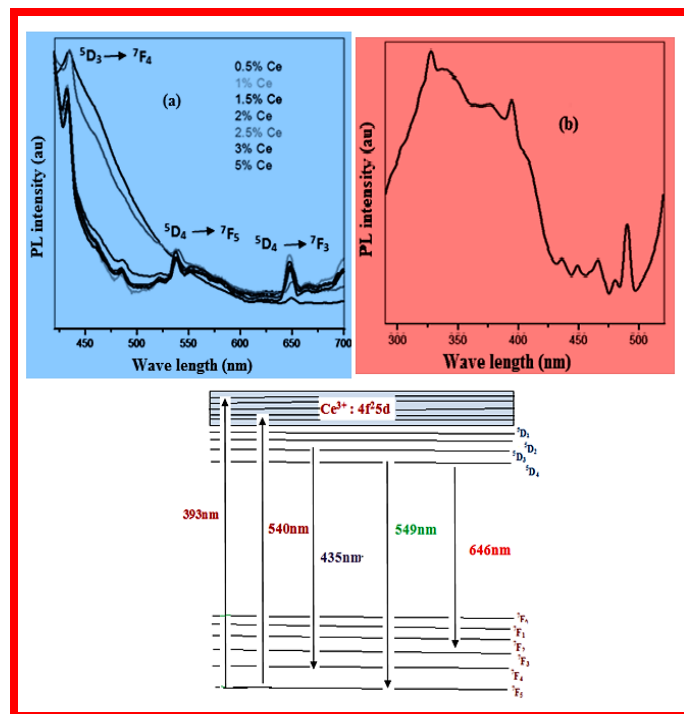 ⁵D₃ → ⁷F₄
(a)
0.5% Ce
1% Ce
1.5% Ce
2% Ce
2.5% Ce
3% Ce
5% Ce
⁵D₄ → ⁷F₅
⁵D₄ → ⁷F₃
PL intensity (au)
450 500 550 600 650 700
Wave length (nm)
(b)
PL intensity (au)
300 350 400 450 500
Wave length (nm)
Ce³⁺ : 4f²5d
⁵D₁
⁵D₂
⁵D₃
⁵D₄
393nm
540nm
435nm
549nm
646nm
⁷F₁
⁷F₂
⁷F₃
⁷F₄
⁷F₅